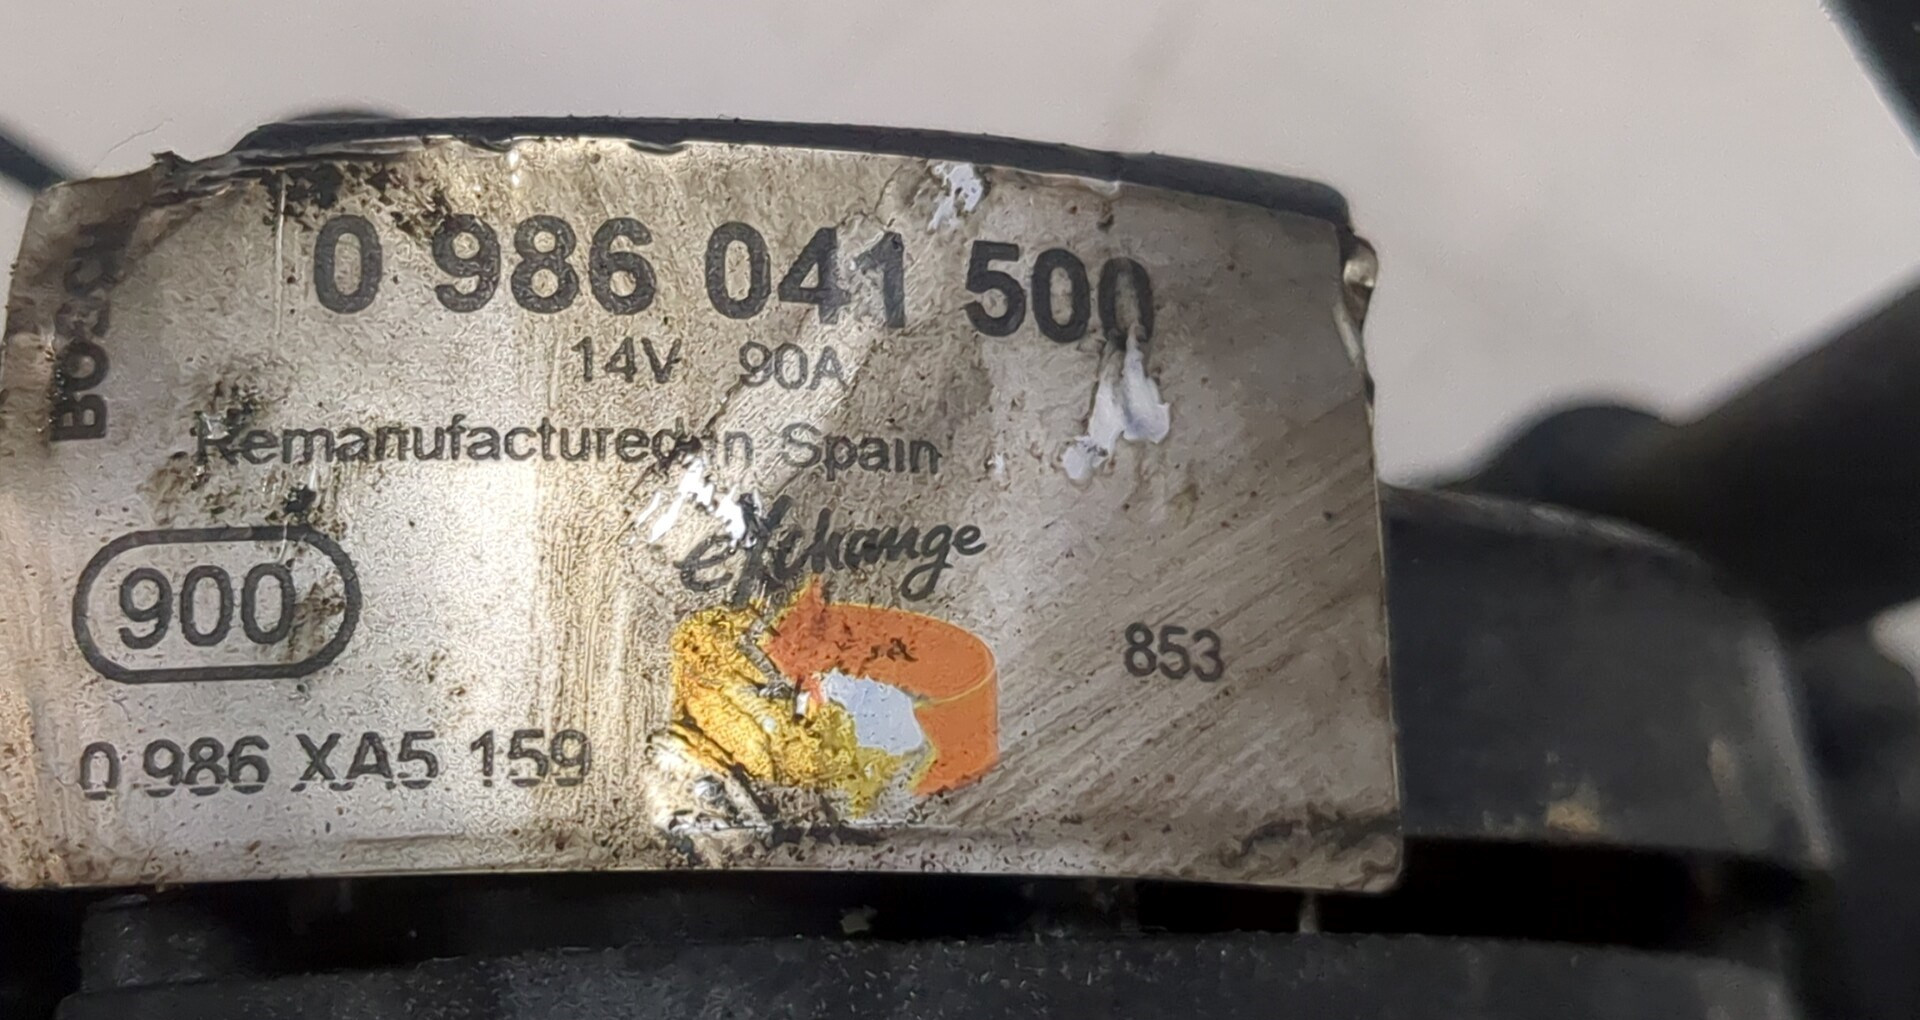 BOSCH
0 986 041 500
14V 90A
Remanufactured in Spain
eXchange
900
853
0 986 XA5 159